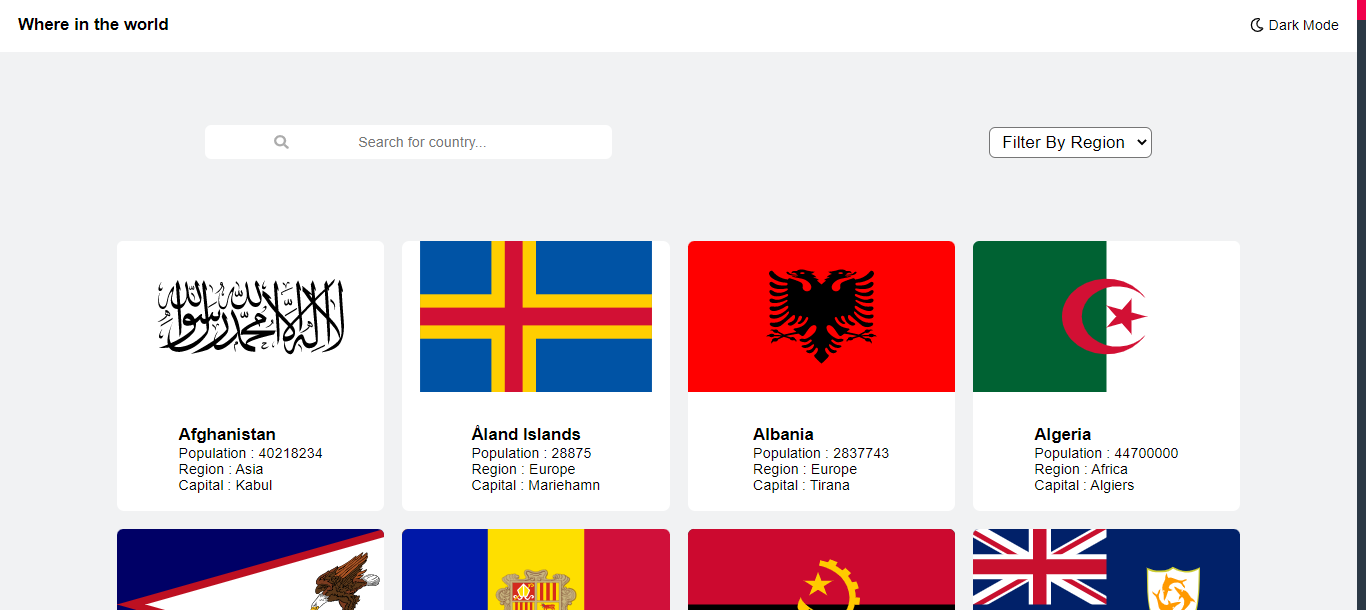 Where in the world
Dark Mode
Search for country...
Filter By Region
لا إله إلا الله محمد رسول الله
Afghanistan
Population : 40218234
Region : Asia
Capital : Kabul
Åland Islands
Population : 28875
Region : Europe
Capital : Mariehamn
Albania
Population : 2837743
Region : Europe
Capital : Tirana
Algeria
Population : 44700000
Region : Africa
Capital : Algiers